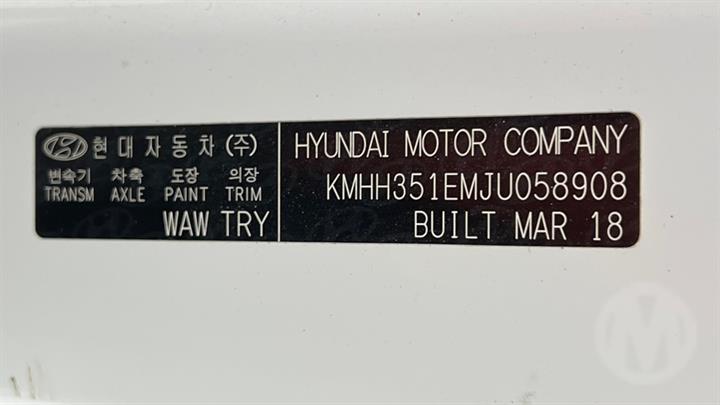 현대자동차(주)
변속기 차축 도장 의장
TRANSM AXLE PAINT TRIM
WAW TRY
HYUNDAI MOTOR COMPANY
KMHH351EMJU058908
BUILT MAR 18
M